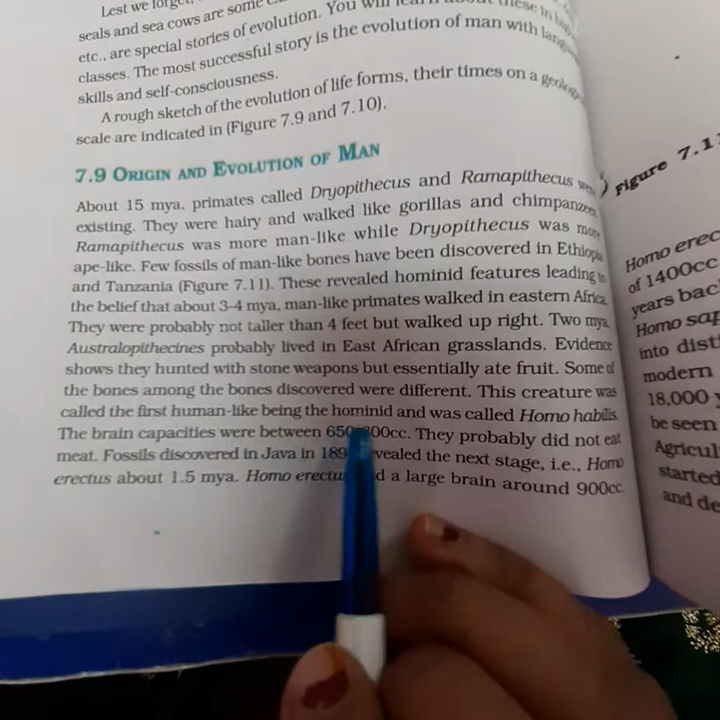 Lest we forget,
seals and sea cows are some
etc., are special stories of evolution. You will learn about these in
classes. The most successful story is the evolution of man with
skills and self-consciousness.
A rough sketch of the evolution of life forms, their times on a
scale are indicated in (Figure 7.9 and 7.10).
7.9 ORIGIN AND EVOLUTION OF MAN
About 15 mya, primates called Dryopithecus and Ramapithecus were
existing. They were hairy and walked like gorillas and chimpanzees
Ramapithecus was more man-like while Dryopithecus was more
ape-like. Few fossils of man-like bones have been discovered in Ethiopia
and Tanzania (Figure 7.11). These revealed hominid features leading to
the belief that about 3-4 mya, man-like primates walked in eastern Africa.
They were probably not taller than 4 feet but walked up right. Two mya,
Australopithecines probably lived in East African grasslands. Evidence
shows they hunted with stone weapons but essentially ate fruit. Some of
the bones among the bones discovered were different. This creature was
called the first human-like being the hominid and was called Homo habilis.
The brain capacities were between 650 800cc. They probably did not eat
meat. Fossils discovered in Java in 189 vealed the next stage, i.e., Homo
erectus about 1.5 mya. Homo erectu d a large brain around 900cc.
Figure 7.1
Homo erec
of 1400cc
years bac
Homo sap
into dist
modern
18,000 y
be seen
Agricul
started
and de